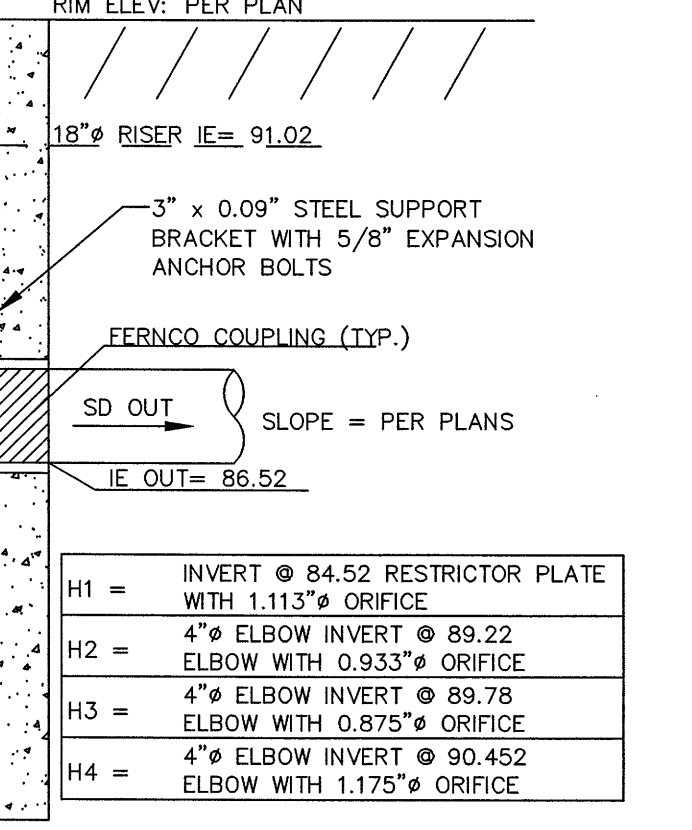 RIM ELEV: PER PLAN
18"ø RISER IE= 91.02
3" x 0.09" STEEL SUPPORT
BRACKET WITH 5/8" EXPANSION
ANCHOR BOLTS
FERNCO COUPLING (TYP.)
SD OUT
SLOPE = PER PLANS
IE OUT= 86.52
H1 =
INVERT @ 84.52 RESTRICTOR PLATE
WITH 1.113"ø ORIFICE
H2 =
4"ø ELBOW INVERT @ 89.22
ELBOW WITH 0.933"ø ORIFICE
H3 =
4"ø ELBOW INVERT @ 89.78
ELBOW WITH 0.875"ø ORIFICE
H4 =
4"ø ELBOW INVERT @ 90.452
ELBOW WITH 1.175"ø ORIFICE